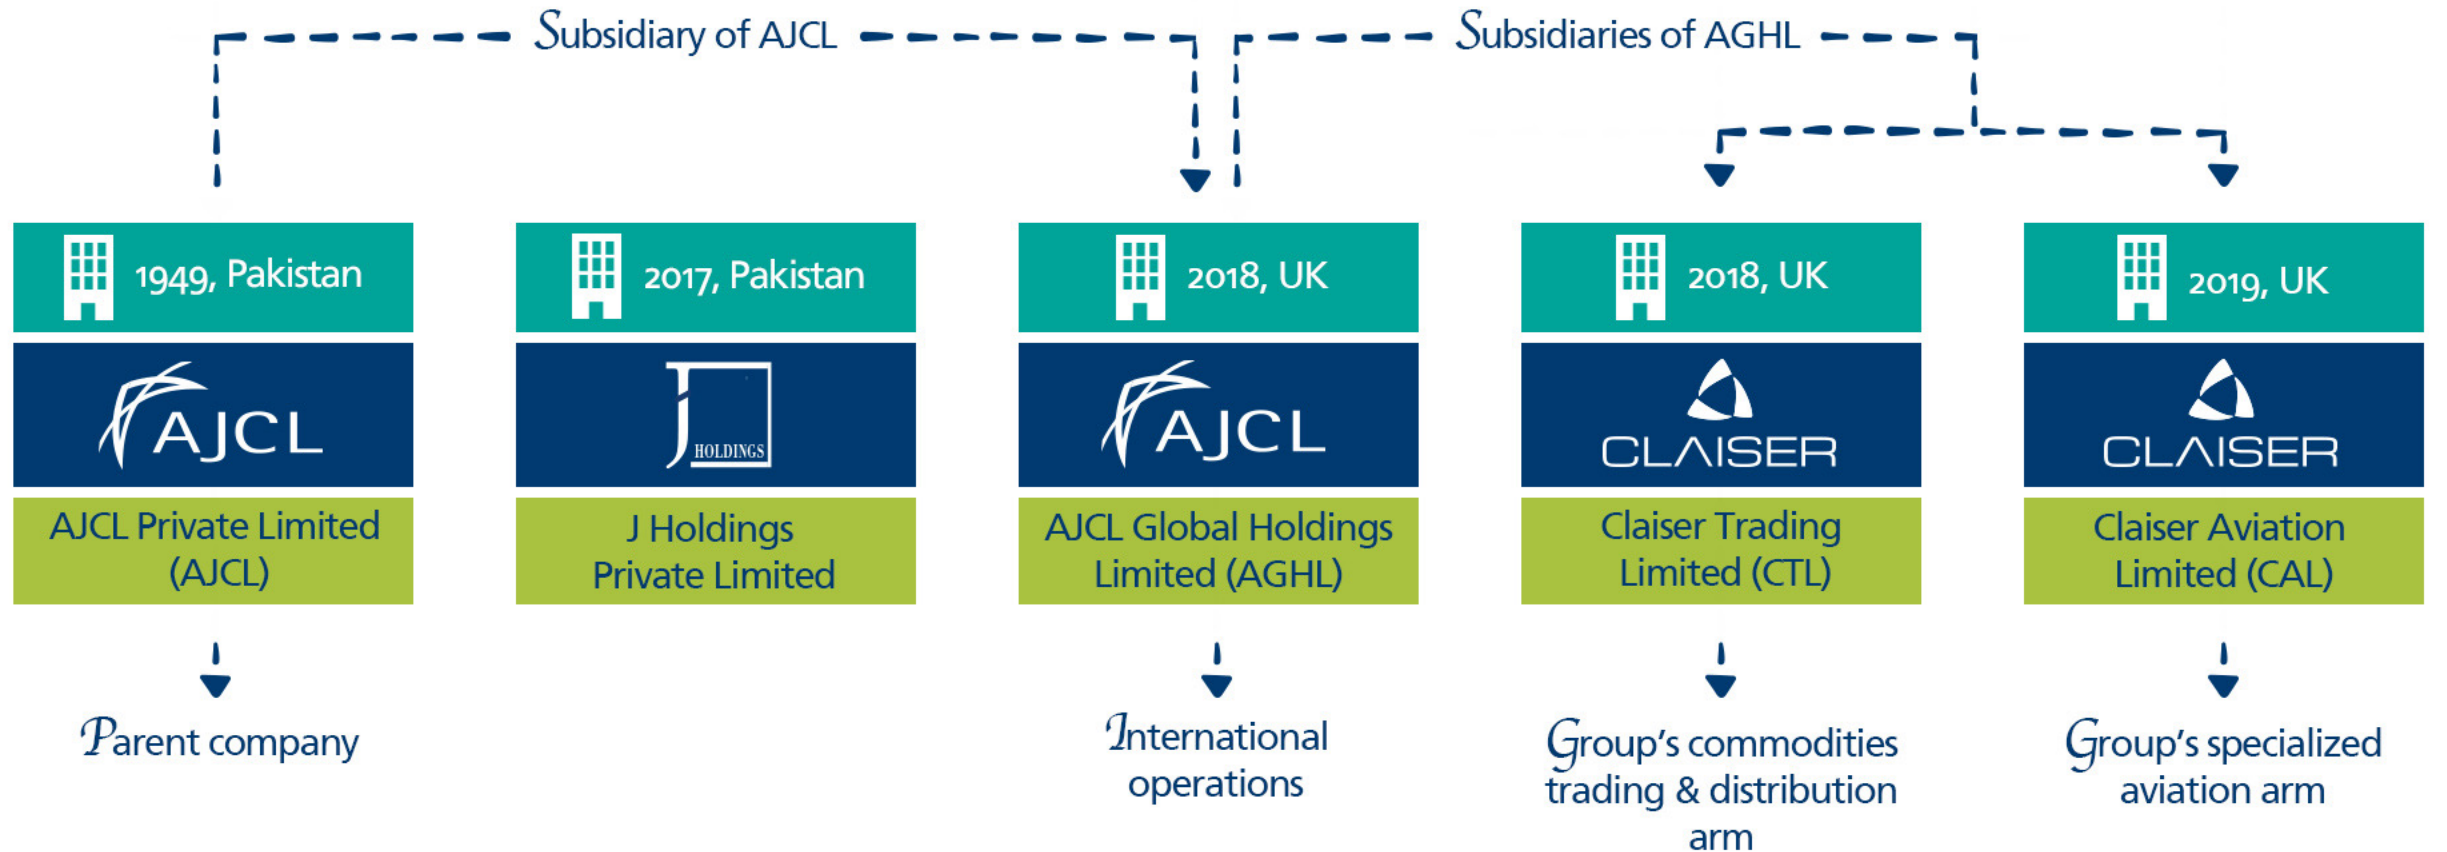 Subsidiary of AJCL
Subsidiaries of AGHL
1949, Pakistan
2017, Pakistan
2018, UK
2018, UK
2019, UK
AJCL
J
HOLDINGS
AJCL
CLAISER
CLAISER
AJCL Private Limited
(AJCL)
J Holdings
Private Limited
AJCL Global Holdings
Limited (AGHL)
Claiser Trading
Limited (CTL)
Claiser Aviation
Limited (CAL)
Parent company
International
operations
Group's commodities
trading & distribution
arm
Group's specialized
aviation arm